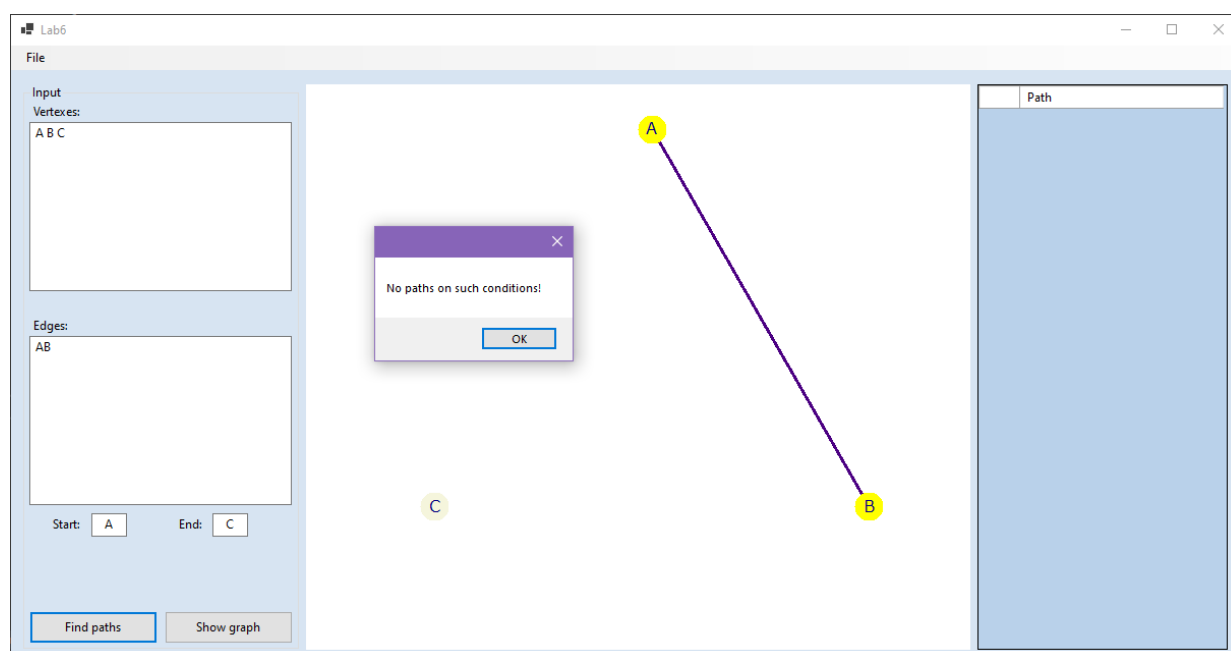 Lab6
File
Input
Vertexes:
A B C
Edges:
AB
Start: A End: C
Find paths Show graph
A
No paths on such conditions!
OK
C
B
Path